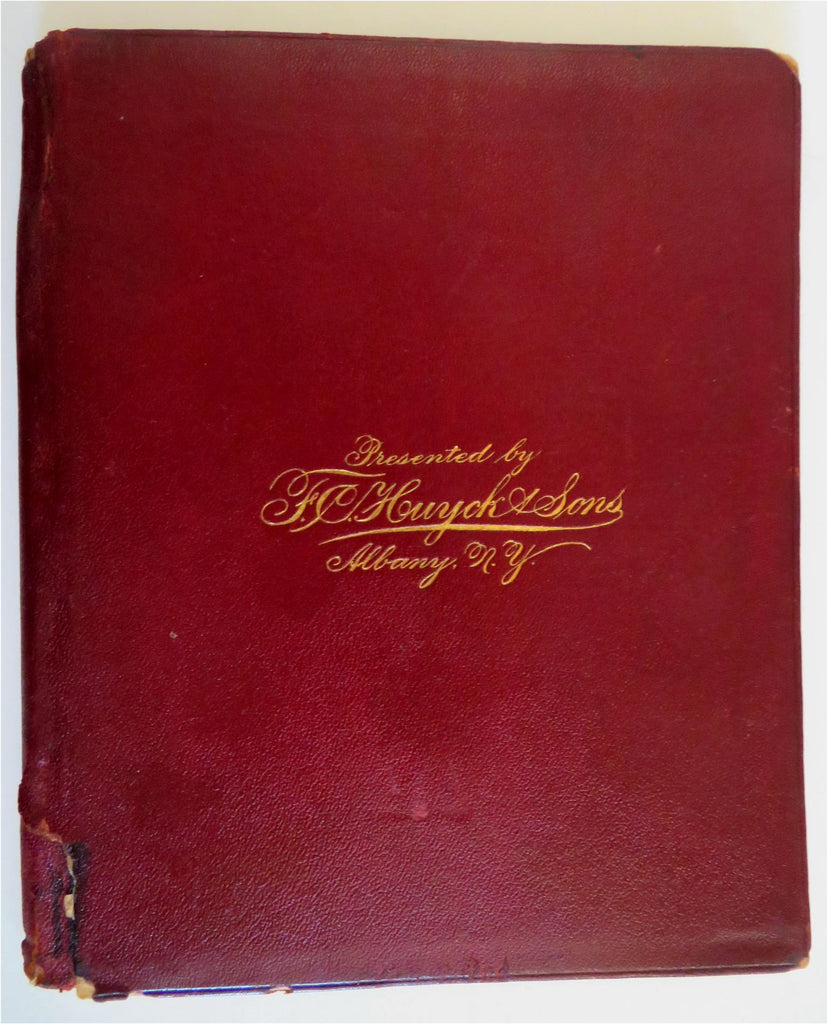 Presented by
F.C. Huyck & Sons
Albany, N.Y.